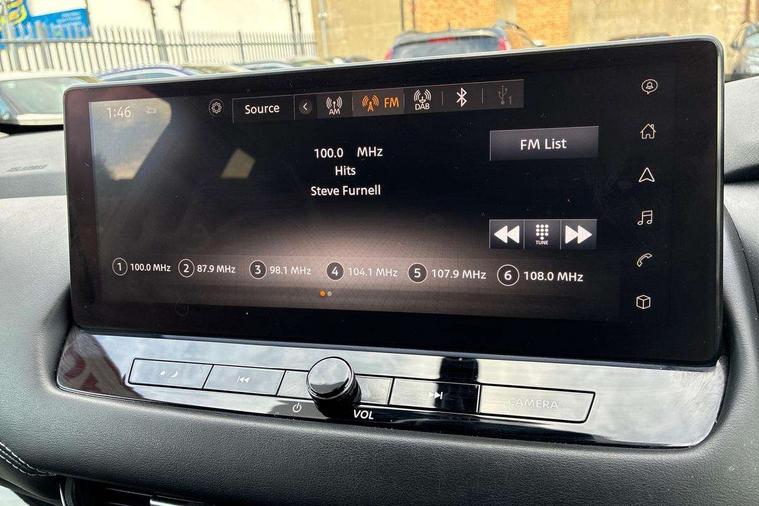 1:46
Source
AM
A FM
DAB
1
100.0 MHz
Hits
Steve Furnell
FM List
TUNE
1 100.0 MHz
2 87.9 MHz
3 98.1 MHz
4 104.1 MHz
5 107.9 MHz
6 108.0 MHz
VOL
CAMERA